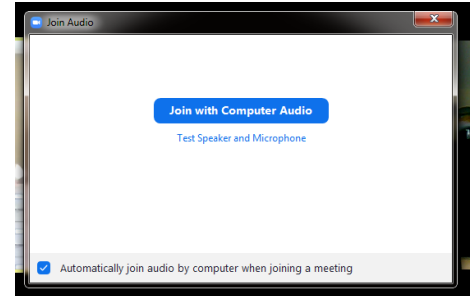 Join Audio
Join with Computer Audio
Test Speaker and Microphone
Automatically join audio by computer when joining a meeting